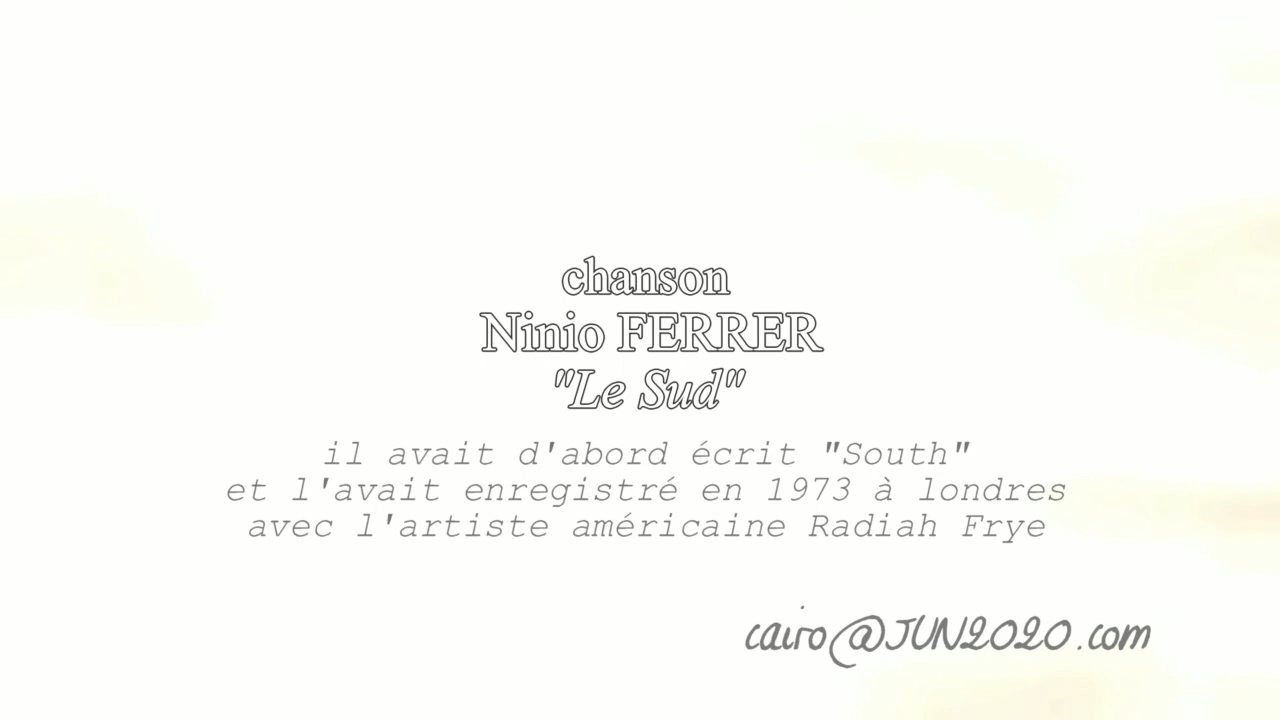 chanson
Ninio FERRER
"Le Sud"
il avait d'abord écrit "South"
et l'avait enregistré en 1973 à londres
avec l'artiste américaine Radiah Frye
cairo@JUN2020.com